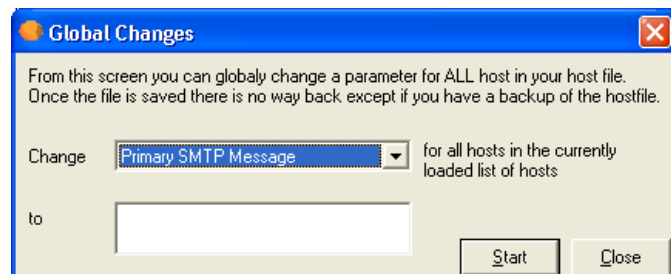 Global Changes
From this screen you can globaly change a parameter for ALL host in your host file.
Once the file is saved there is no way back except if you have a backup of the hostfile.
Change Primary SMTP Message for all hosts in the currently
loaded list of hosts
to
Start Close